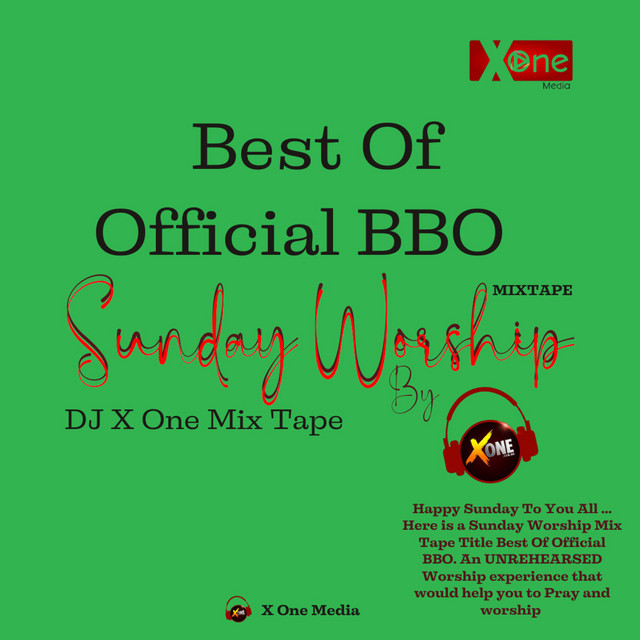 XOne
Media
Best Of
Official BBO
MIXTAPE
Sunday Worship
By
DJ X One Mix Tape
XONE
Happy Sunday To You All ...
Here is a Sunday Worship Mix
Tape Title Best Of Official
BBO. An UNREHEARSED
Worship experience that
would help you to Pray and
worship
X One Media